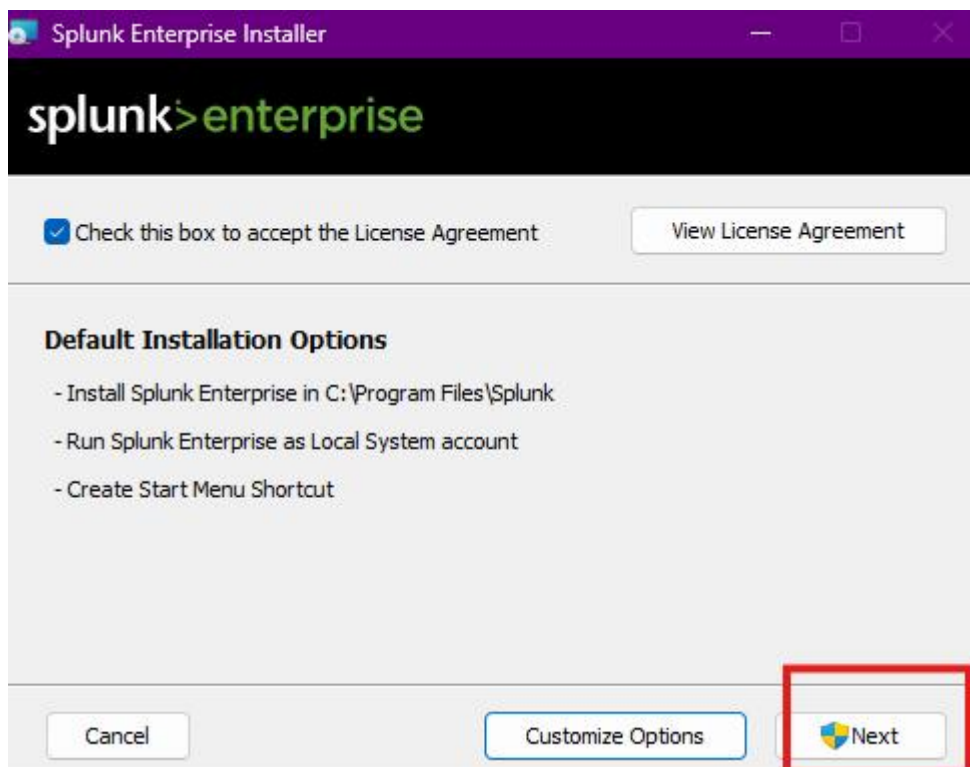 Splunk Enterprise Installer
splunk>enterprise
Check this box to accept the License Agreement
View License Agreement
Default Installation Options
- Install Splunk Enterprise in C:\Program Files\Splunk
- Run Splunk Enterprise as Local System account
- Create Start Menu Shortcut
Cancel
Customize Options
Next